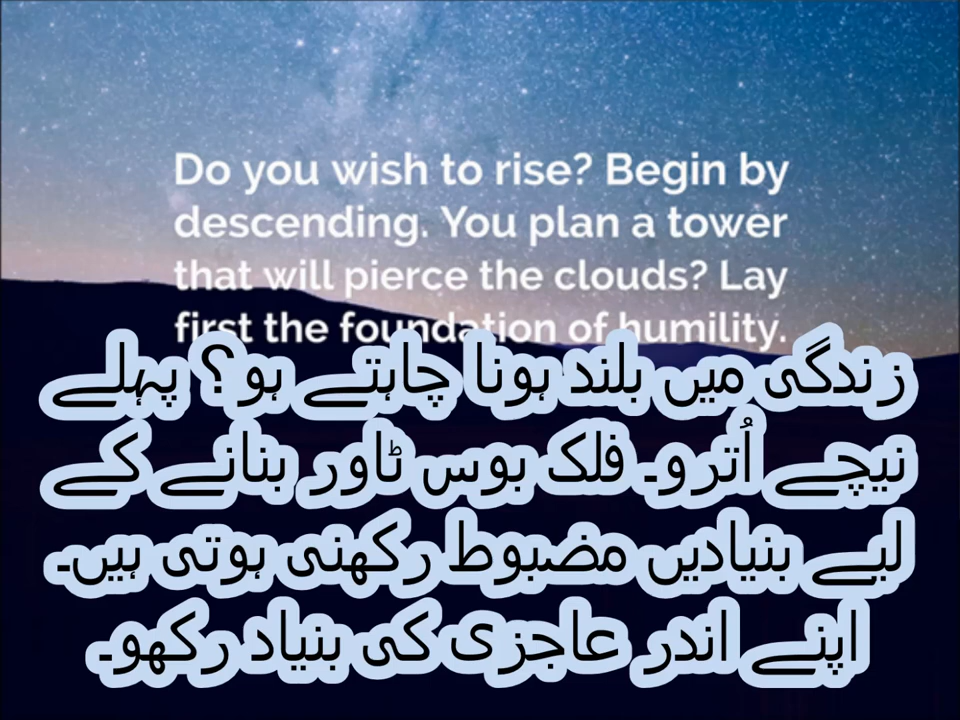 Do you wish to rise? Begin by
descending. You plan a tower
that will pierce the clouds? Lay
first the foundation of humility.
زندگی میں بلند ہونا چاہتے ہو؟ پہلے
نیچے اُترو۔ فلک بوس ٹاور بنانے کے
لیے بنیادیں مضبوط رکھنی ہوتی ہیں۔
اپنے اندر عاجزی کی بنیاد رکھو۔